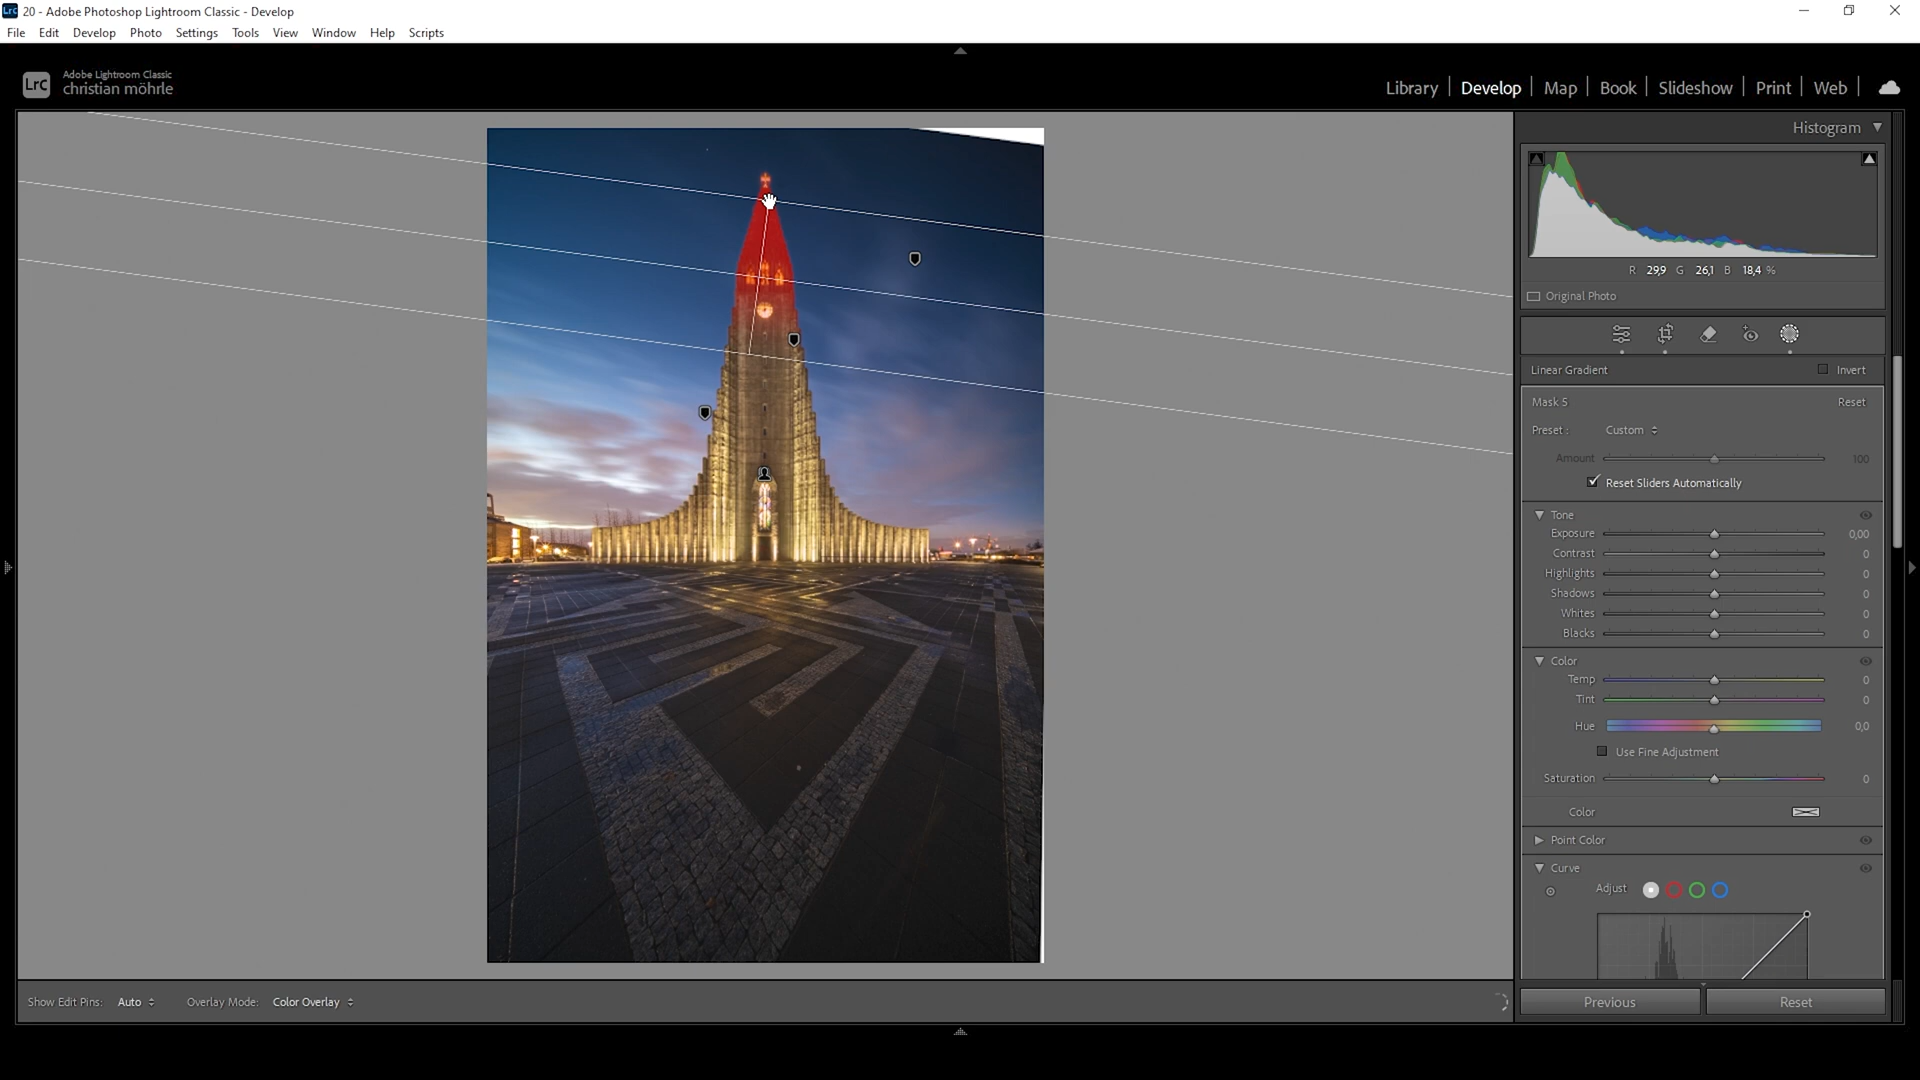 Lrc 20 - Adobe Photoshop Lightroom Classic - Develop
File Edit Develop Photo Settings Tools View Window Help Scripts
LrC
Adobe Lightroom Classic
christian möhrle
Library Develop Map Book Slideshow Print Web
Histogram
R 29,9 G 26,1 B 18,4 %
Original Photo
Linear Gradient Invert
Mask 5 Reset
Preset : Custom
Amount 100
Reset Sliders Automatically
Tone
Exposure 0,00
Contrast 0
Highlights 0
Shadows 0
Whites 0
Blacks 0
Color
Temp 0
Tint 0
Hue 0,0
Use Fine Adjustment
Saturation 0
Color
Point Color
Curve
Adjust
Show Edit Pins: Auto Overlay Mode: Color Overlay
Previous Reset